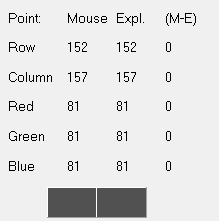 Point: Mouse Expl. (M-E)
Row 152 152 0
Column 157 157 0
Red 81 81 0
Green 81 81 0
Blue 81 81 0